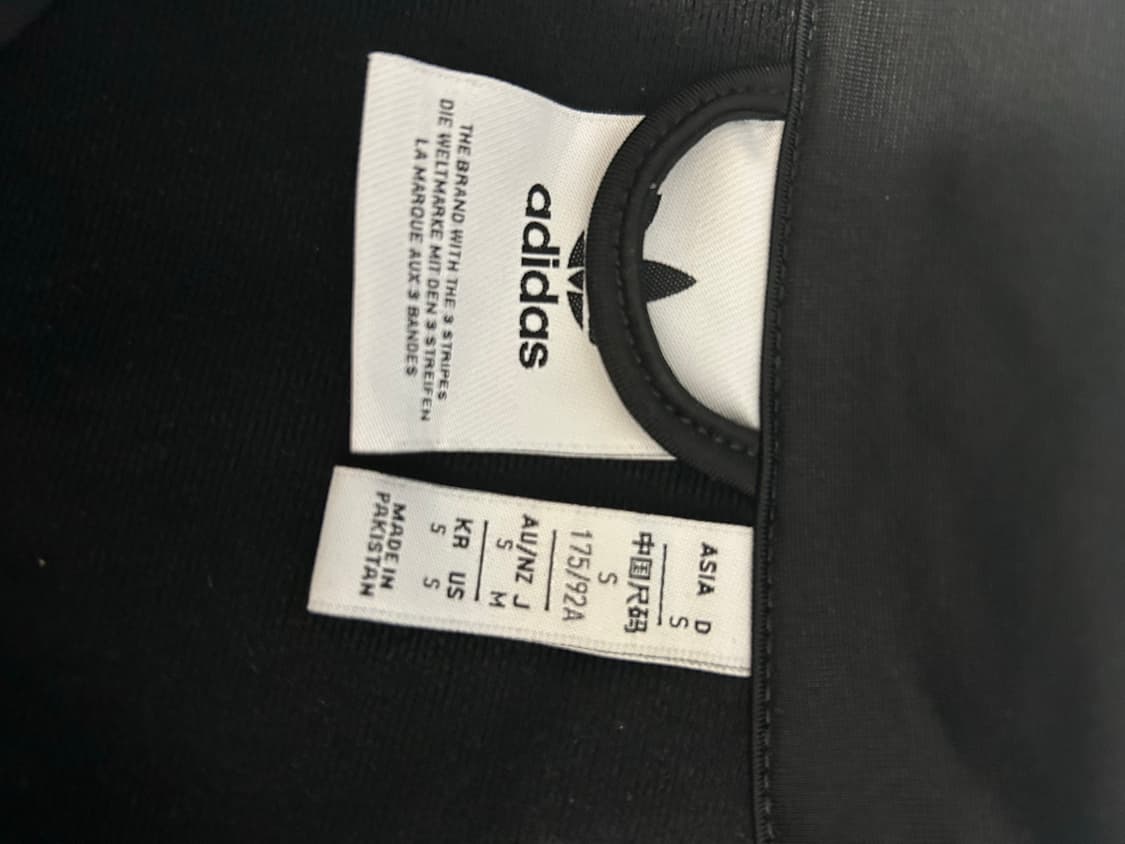 adidas
THE BRAND WITH THE 3 STRIPES
DIE WELTMARKE MIT DEN 3 STREIFEN
LA MARQUE AUX 3 BANDES
ASIA D
S
中国尺码
S
175/92A
AU/NZ J
S M
KR US
S S
MADE IN
PAKISTAN